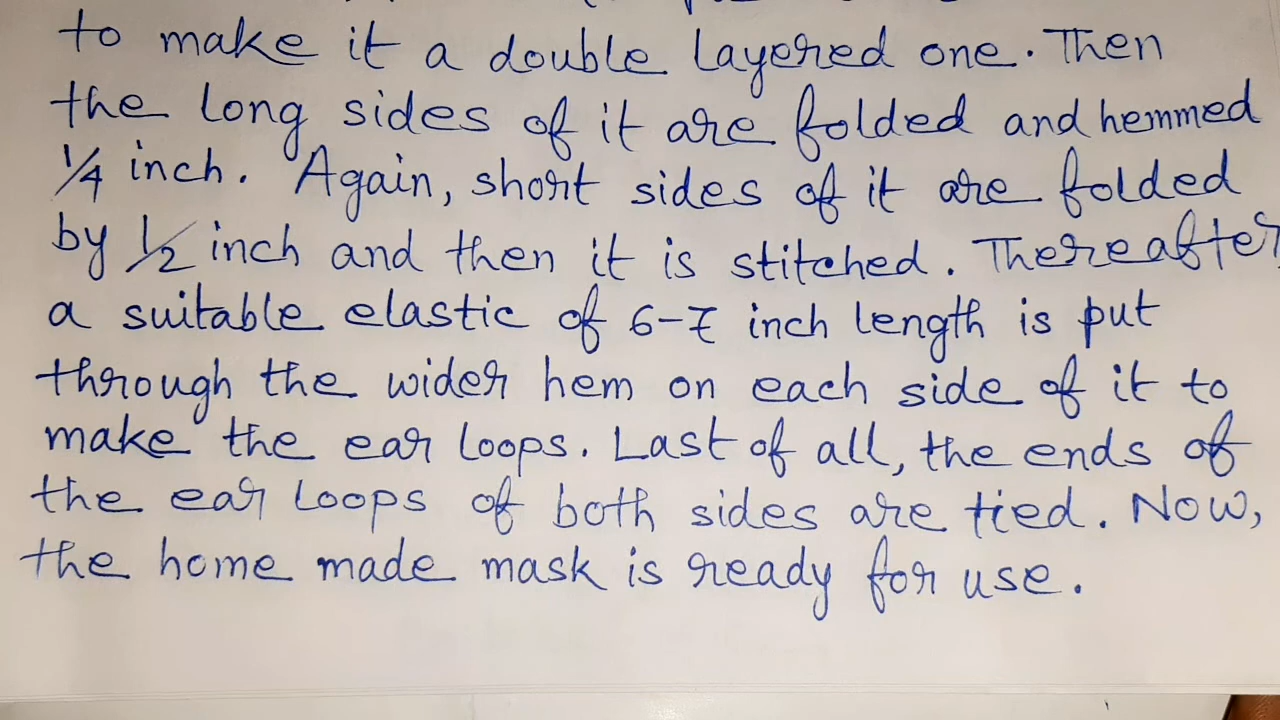 to make it a double layered one. Then
the long sides of it are folded and hemmed
1/4 inch. Again, short sides of it are folded
by 1/2 inch and then it is stitched. Thereafter
a suitable elastic of 6-7 inch length is put
through the wider hem on each side of it to
make the ear loops. Last of all, the ends of
the ear loops of both sides are tied. Now,
the home made mask is ready for use.